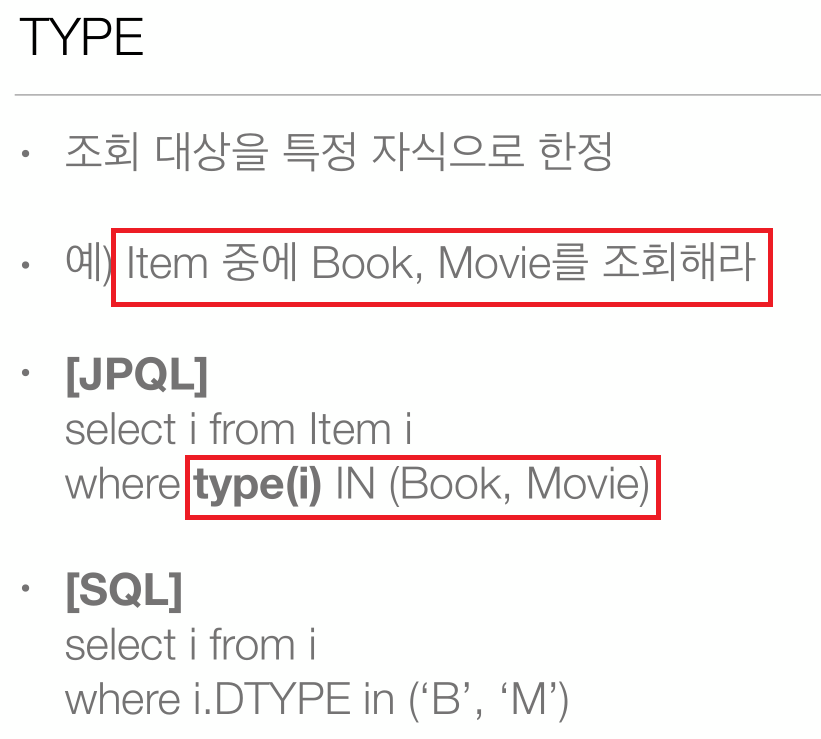 TYPE
• 조회 대상을 특정 자식으로 한정
• 예) Item 중에 Book, Movie를 조회해라
• [JPQL]
select i from Item i
where type(i) IN (Book, Movie)
• [SQL]
select i from i
where i.DTYPE in (‘B’, ‘M’)